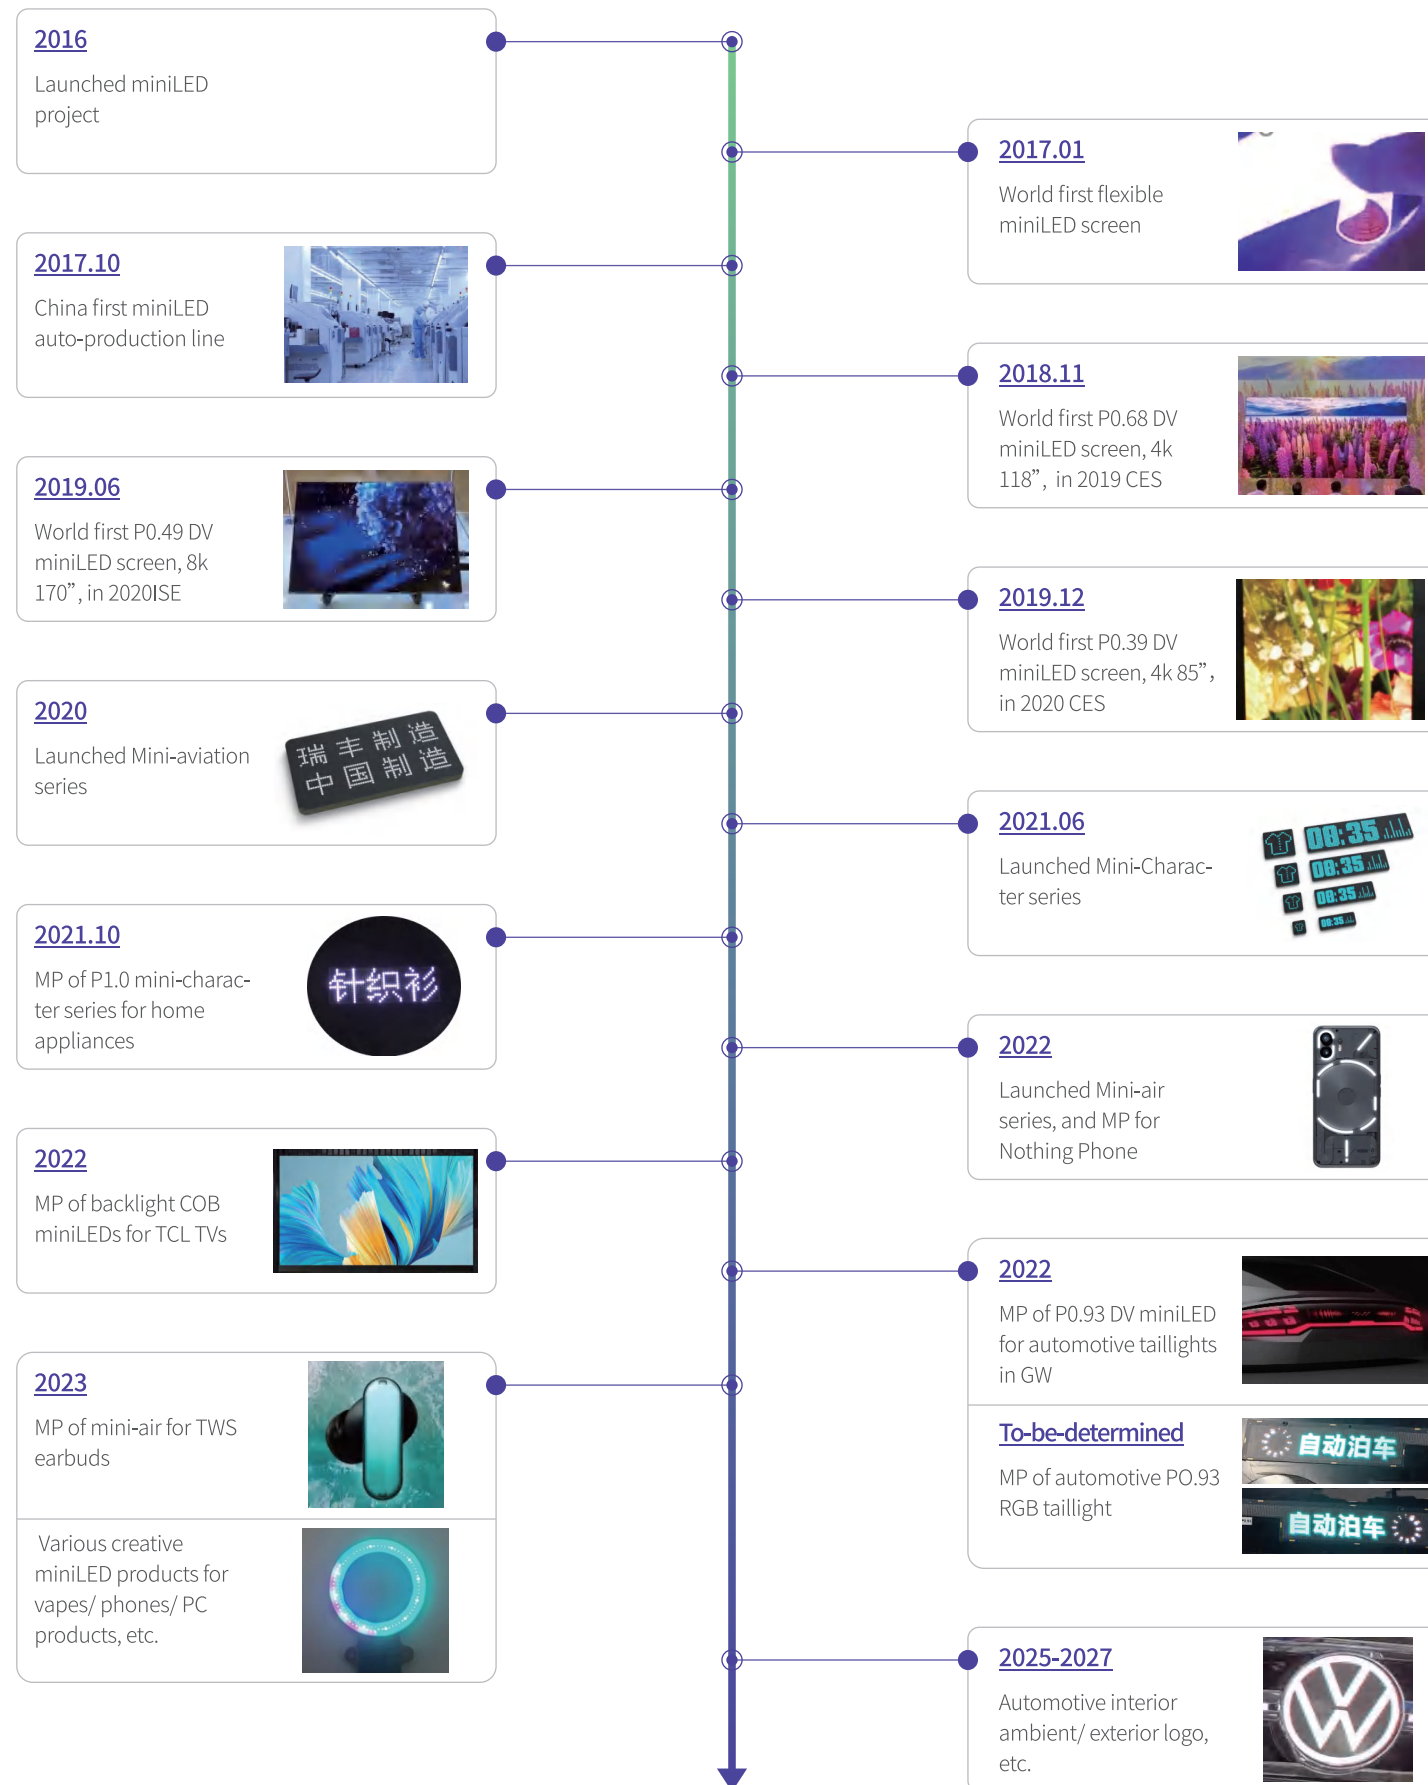 2016
Launched miniLED
project
2017.01
World first flexible
miniLED screen
2017.10
China first miniLED
auto-production line
2018.11
World first P0.68 DV
miniLED screen, 4k
118”, in 2019 CES
2019.06
World first P0.49 DV
miniLED screen, 8k
170”, in 2020ISE
2019.12
World first P0.39 DV
miniLED screen, 4k 85”,
in 2020 CES
2020
Launched Mini-aviation
series
瑞丰制造
中国制造
2021.06
Launched Mini-Charac-
ter series
08:35
08:35
08:35
08:35
2021.10
MP of P1.0 mini-charac-
ter series for home
appliances
针织衫
2022
Launched Mini-air
series, and MP for
Nothing Phone
2022
MP of backlight COB
miniLEDs for TCL TVs
2022
MP of P0.93 DV miniLED
for automotive taillights
in GW
To-be-determined
MP of automotive PO.93
RGB taillight
自动泊车
自动泊车
2023
MP of mini-air for TWS
earbuds
Various creative
miniLED products for
vapes/ phones/ PC
products, etc.
2025-2027
Automotive interior
ambient/ exterior logo,
etc.